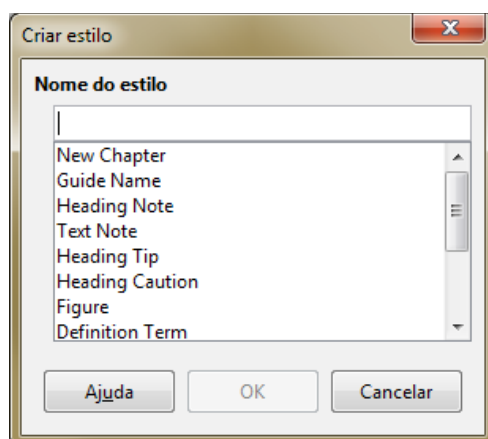 Criar estilo
Nome do estilo
New Chapter
Guide Name
Heading Note
Text Note
Heading Tip
Heading Caution
Figure
Definition Term
Ajuda
OK
Cancelar